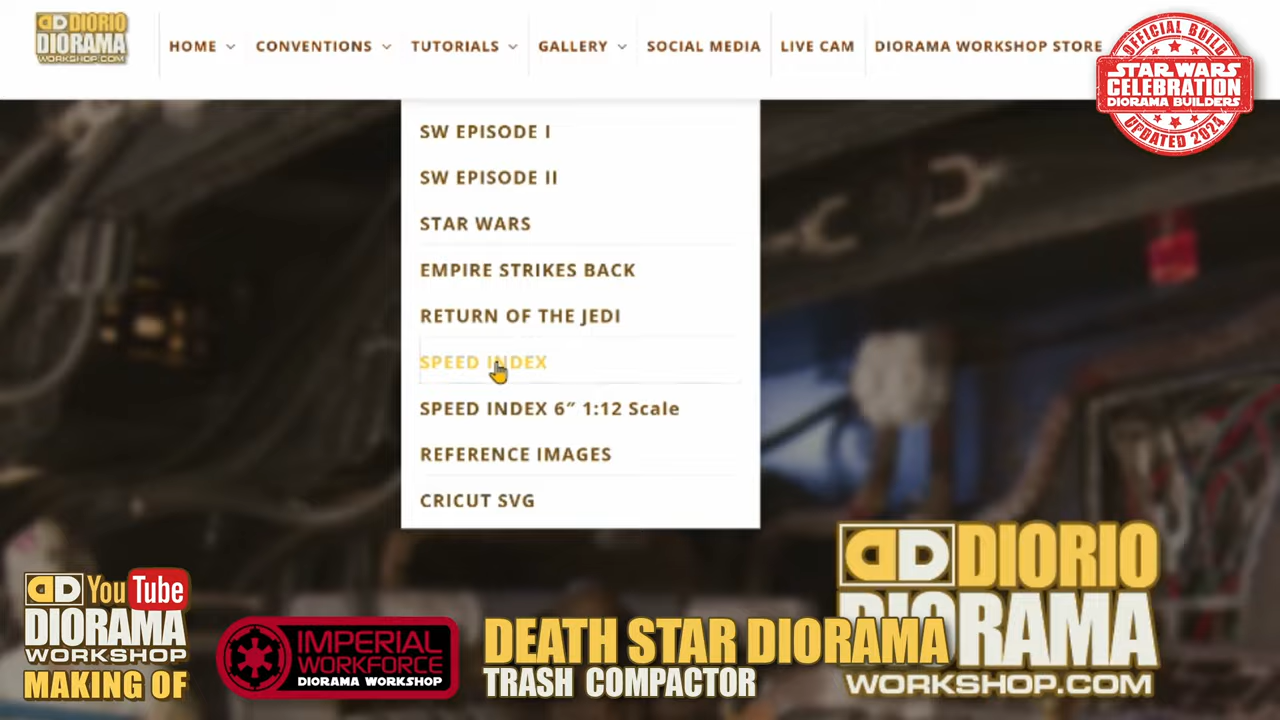 DIORIO
DIORAMA
WORKSHOP.COM
HOME
CONVENTIONS
TUTORIALS
GALLERY
SOCIAL MEDIA
LIVE CAM
DIORAMA WORKSHOP STORE
OFFICIAL BUILD
STAR WARS
CELEBRATION
DIORAMA BUILDERS
UPDATED 2024
SW EPISODE I
SW EPISODE II
STAR WARS
EMPIRE STRIKES BACK
RETURN OF THE JEDI
SPEED INDEX
SPEED INDEX 6″ 1:12 Scale
REFERENCE IMAGES
CRICUT SVG
YouTube
DIORAMA
WORKSHOP
MAKING OF
IMPERIAL
WORKFORCE
DIORAMA WORKSHOP
DEATH STAR DIORAMA
TRASH COMPACTOR
DIORIO
DIORAMA
WORKSHOP.COM